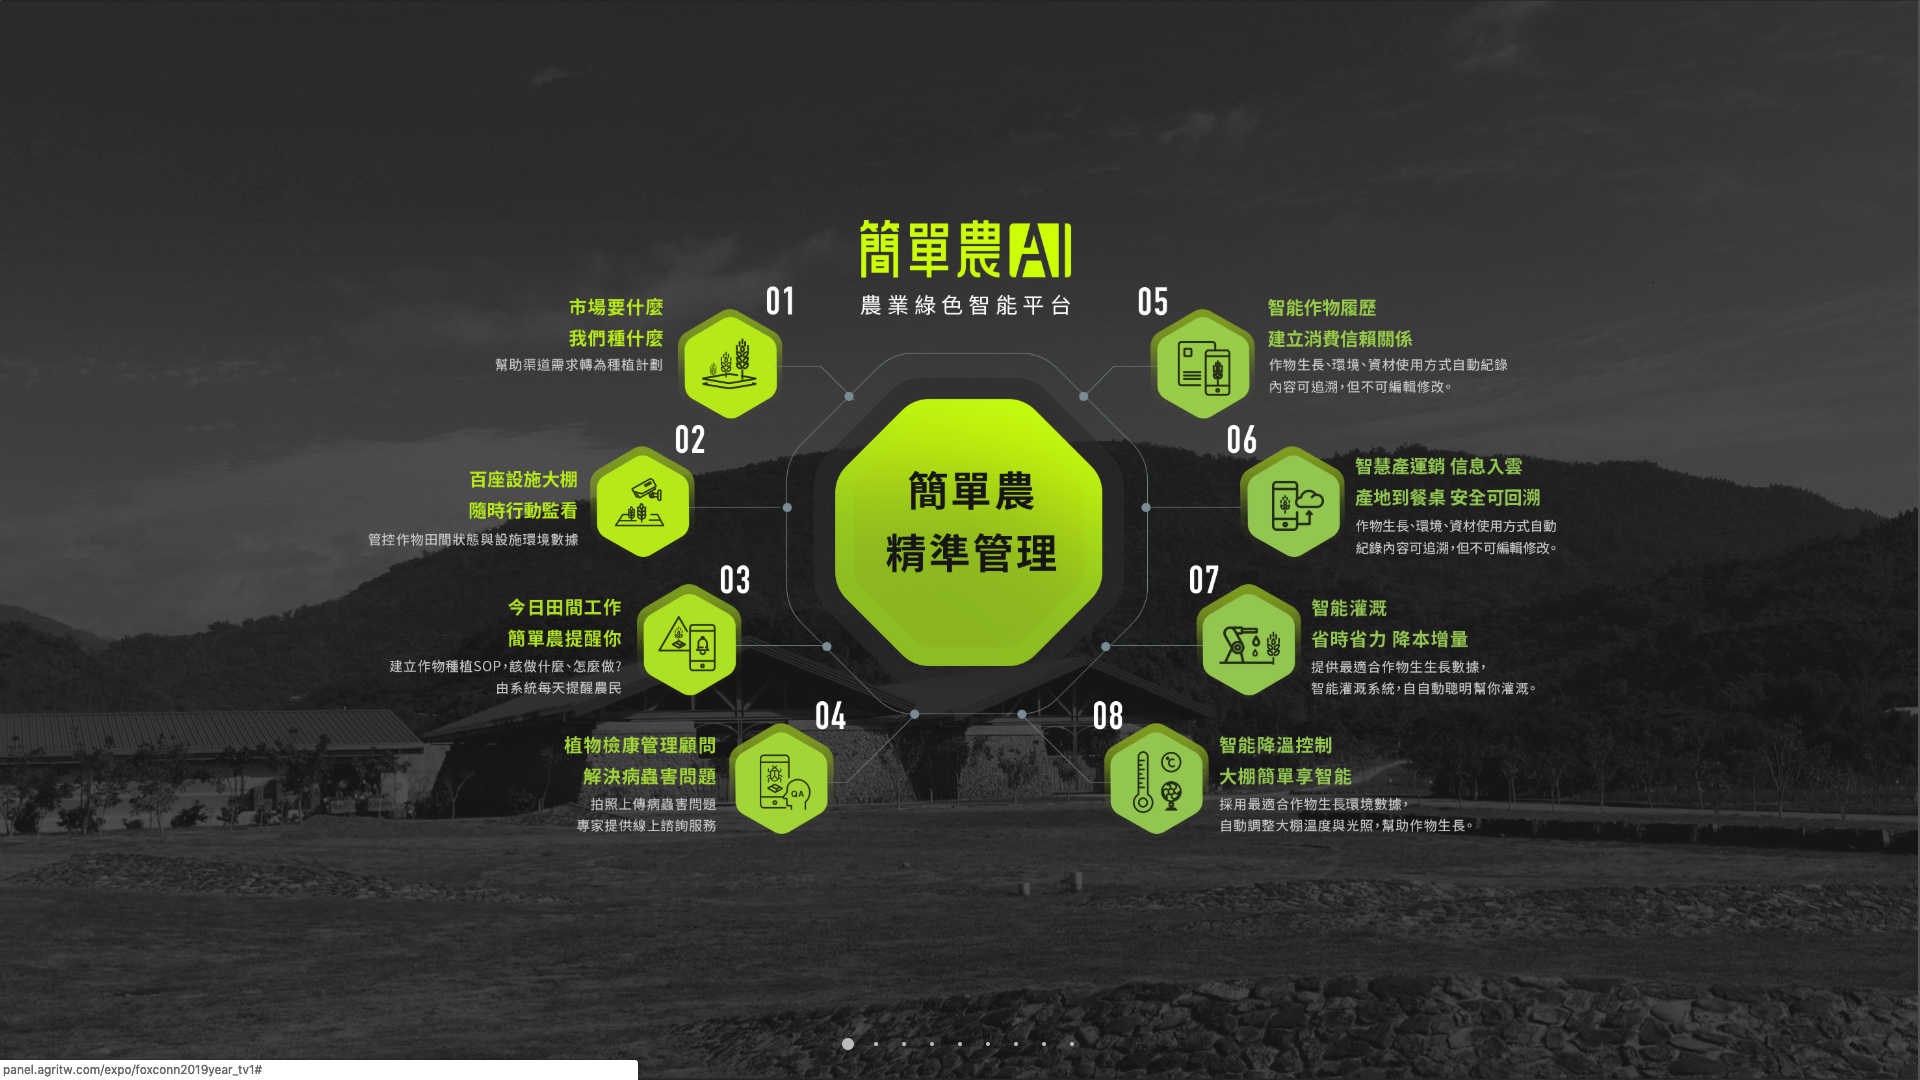 簡單農AI
農業綠色智能平台
簡單農
精準管理
01
市場要什麼
我們種什麼
幫助渠道需求轉為種植計劃
02
百座設施大棚
隨時行動監看
管控作物田間狀態與設施環境數據
03
今日田間工作
簡單農提醒你
建立作物種植SOP，該做什麼、怎麼做？
由系統每天提醒農民
04
植物檢康管理顧問
解決病蟲害問題
拍照上傳病蟲害問題
專家提供線上諮詢服務
QA
05
智能作物履歷
建立消費信賴關係
作物生長、環境、資材使用方式自動紀錄
內容可追溯，但不可編輯修改。
06
智慧產運銷 信息入雲
產地到餐桌 安全可回溯
作物生長、環境、資材使用方式自動
紀錄內容可追溯，但不可編輯修改。
07
智能灌溉
省時省力 降本增量
提供最適合作物生生長數據，
智能灌溉系統，自自動聰明幫你灌溉。
08
智能降溫控制
大棚簡單享智能
採用最適合作物生長環境數據，
自動調整大棚溫度與光照，幫助作物生長。
℃
panel.agritw.com/expo/foxconn2019year_tv1#